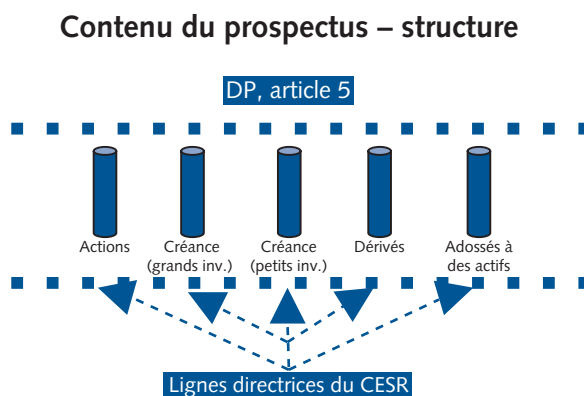 Contenu du prospectus – structure
DP, article 5
Actions
Créance
(grands inv.)
Créance
(petits inv.)
Dérivés
Adossés à
des actifs
Lignes directrices du CESR